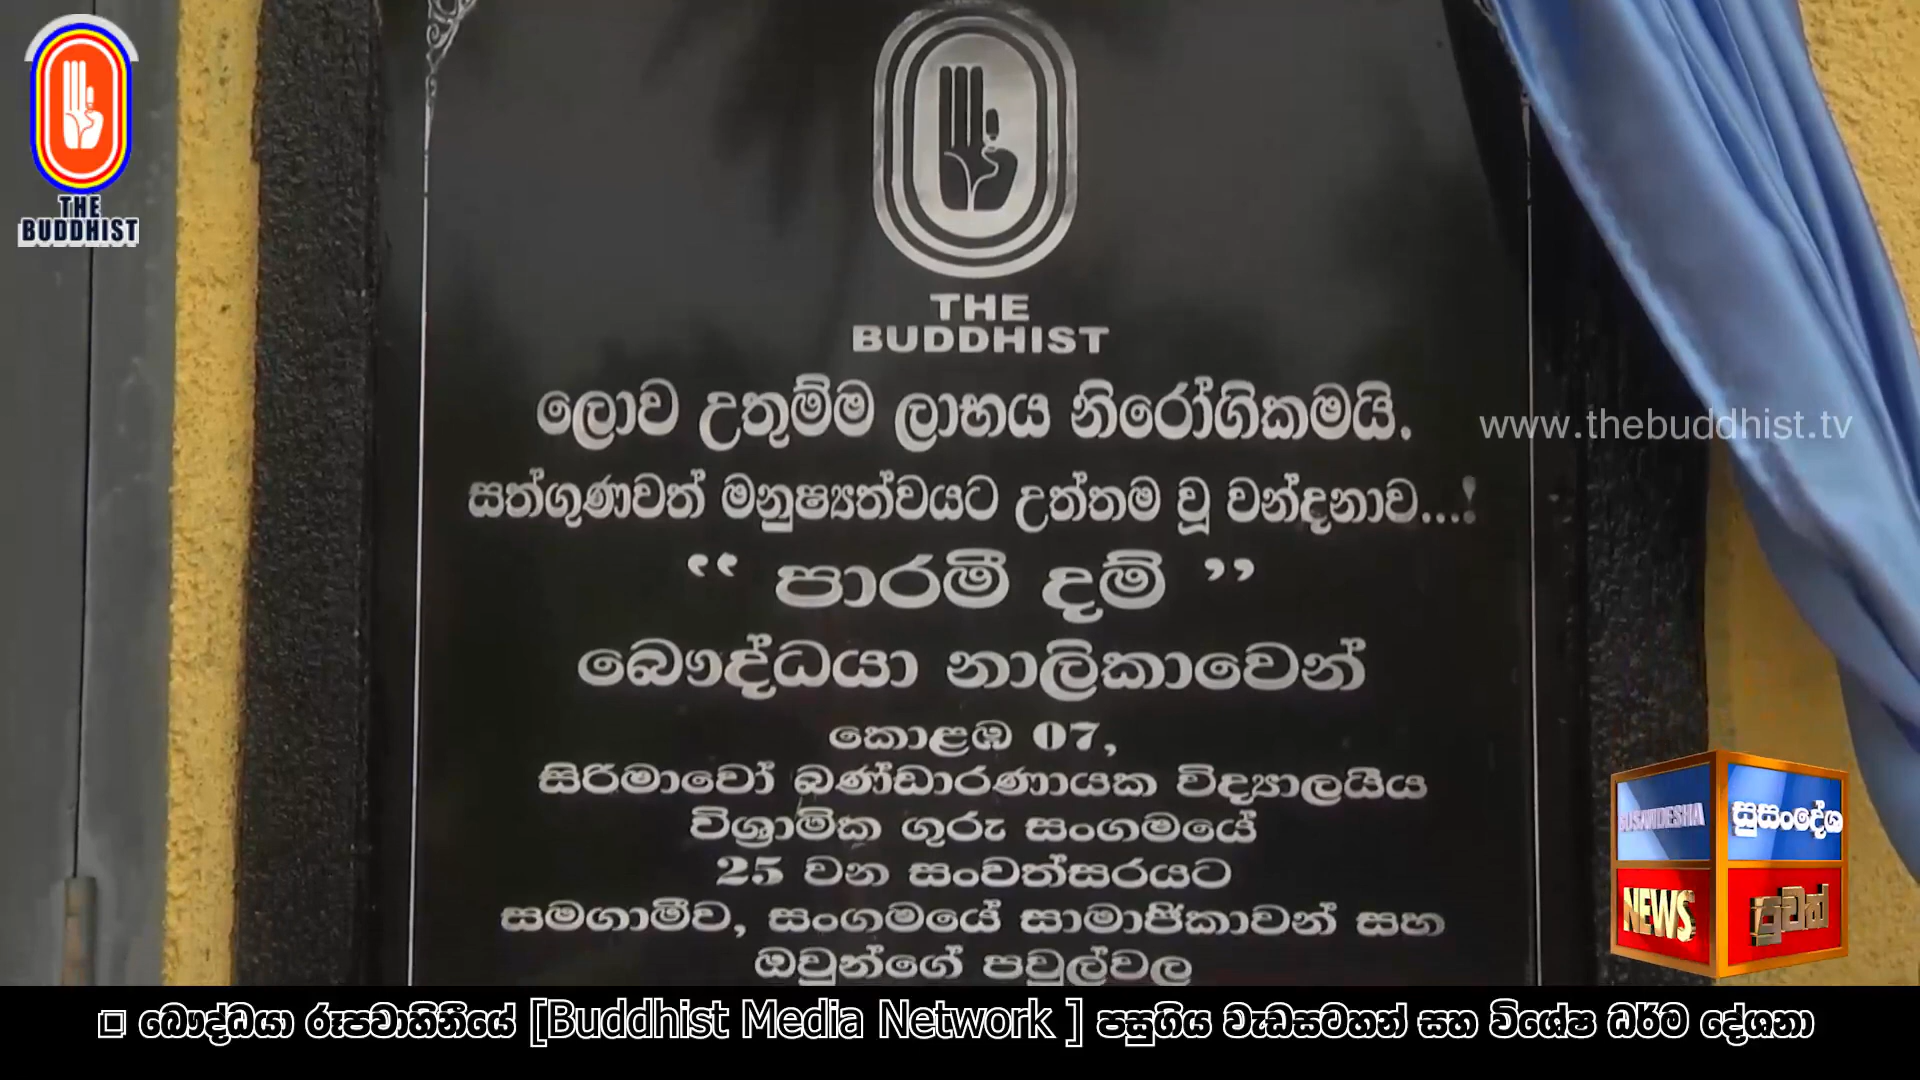 THE
BUDDHIST
THE
BUDDHIST
ලොව උතුම්ම ලාභය නිරෝගිකමයි.
www.thebuddhist.tv
සත්ගුණවත් මනුෂ්‍යත්වයට උත්තම වූ වන්දනාව...!
“ පාරමී දම් ”
බෞද්ධයා නාලිකාවෙන්
කොළඹ 07,
සිරිමාවෝ බණ්ඩාරණායක විද්‍යාලයීය
විශ්‍රාමික ගුරු සංගමයේ
25 වන සංවත්සරයට
සමගාමීව, සංගමයේ සාමාජිකාවන් සහ
ඔවුන්ගේ පවුල්වල
SUSANDESHA
සුසංදේශ
NEWS
පුවත්
□ බෞද්ධයා රූපවාහිනීයේ [Buddhist Media Network ] පසුගිය වැඩසටහන් සහ විශේෂ ධර්ම දේශනා